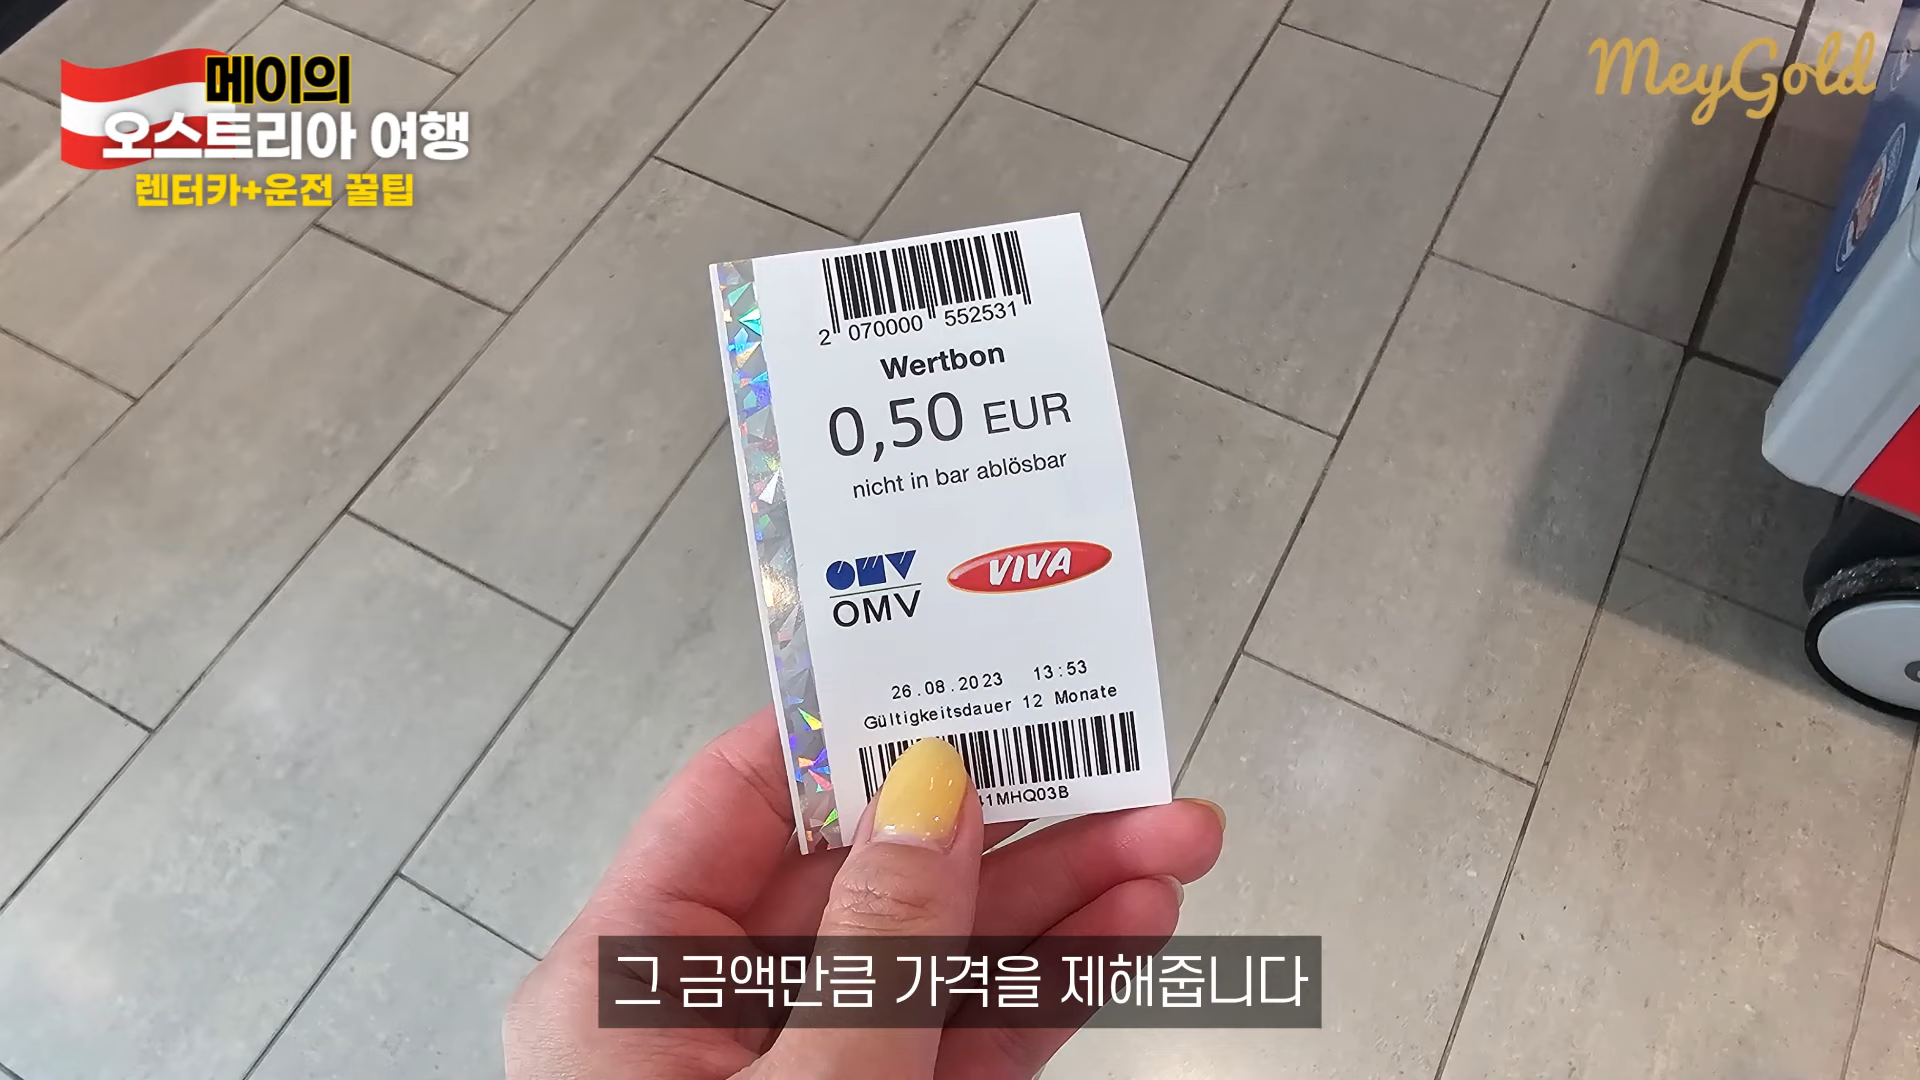 메이의
오스트리아 여행
렌터카+운전 꿀팁
MeyGold
2 070000 552531
Wertbon
0,50 EUR
nicht in bar ablösbar
OMV
OMV
VIVA
26.08.2023 13:53
Gültigkeitsdauer 12 Monate
1MHQ03B
그 금액만큼 가격을 제해줍니다